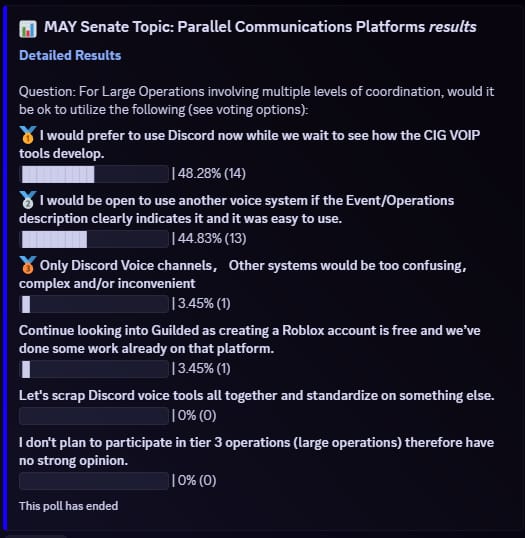 MAY Senate Topic: Parallel Communications Platforms results
Detailed Results
Question: For Large Operations involving multiple levels of coordination, would it
be ok to utilize the following (see voting options):
I would prefer to use Discord now while we wait to see how the CIG VOIP
tools develop.
| 48.28% (14)
I would be open to use another voice system if the Event/Operations
description clearly indicates it and it was easy to use.
| 44.83% (13)
Only Discord Voice channels, Other systems would be too confusing,
complex and/or inconvenient
| 3.45% (1)
Continue looking into Guilded as creating a Roblox account is free and we've
done some work already on that platform.
| 3.45% (1)
Let's scrap Discord voice tools all together and standardize on something else.
| 0% (0)
I don't plan to participate in tier 3 operations (large operations) therefore have
no strong opinion.
| 0% (0)
This poll has ended